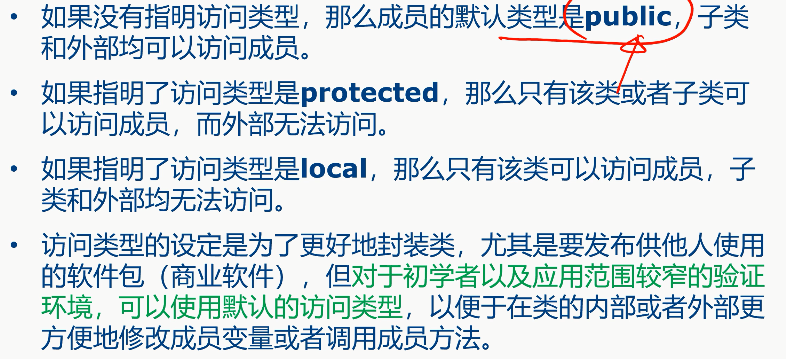 • 如果没有指明访问类型，那么成员的默认类型是public，子类
和外部均可以访问成员。
• 如果指明了访问类型是protected，那么只有该类或者子类可
以访问成员，而外部无法访问。
• 如果指明了访问类型是local，那么只有该类可以访问成员，子
类和外部均无法访问。
• 访问类型的设定是为了更好地封装类，尤其是要发布供他人使用
的软件包（商业软件），但对于初学者以及应用范围较窄的验证
环境，可以使用默认的访问类型，以便于在类的内部或者外部更
方便地修改成员变量或者调用成员方法。